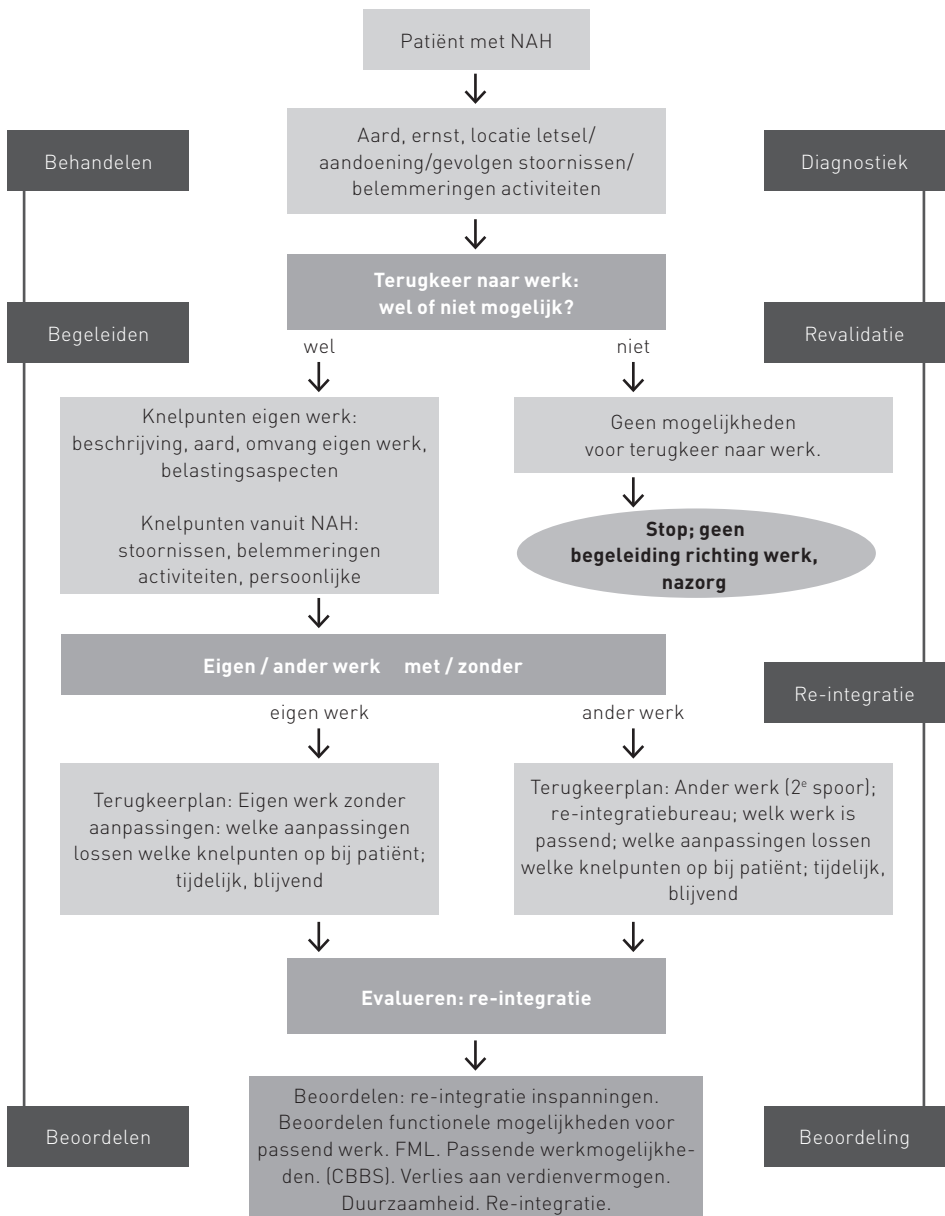 Patiënt met NAH
Behandelen
Aard, ernst, locatie letsel/
aandoening/gevolgen stoornissen/
belemmeringen activiteiten
Diagnostiek
Terugkeer naar werk:
wel of niet mogelijk?
Begeleiden
Revalidatie
wel
niet
Knelpunten eigen werk:
beschrijving, aard, omvang eigen werk,
belastingsaspecten
Knelpunten vanuit NAH:
stoornissen, belemmeringen
activiteiten, persoonlijke
Geen mogelijkheden
voor terugkeer naar werk.
Stop; geen
begeleiding richting werk,
nazorg
Eigen / ander werk met / zonder
Re-integratie
eigen werk
ander werk
Terugkeerplan: Eigen werk zonder
aanpassingen: welke aanpassingen
lossen welke knelpunten op bij patiënt;
tijdelijk, blijvend
Terugkeerplan: Ander werk (2e spoor);
re-integratiebureau; welk werk is
passend; welke aanpassingen lossen
welke knelpunten op bij patiënt; tijdelijk,
blijvend
Evalueren: re-integratie
Beoordelen
Beoordelen: re-integratie inspanningen.
Beoordelen functionele mogelijkheden voor
passend werk. FML. Passende werkmogelijkhe-
den. (CBBS). Verlies aan verdienvermogen.
Duurzaamheid. Re-integratie.
Beoordeling